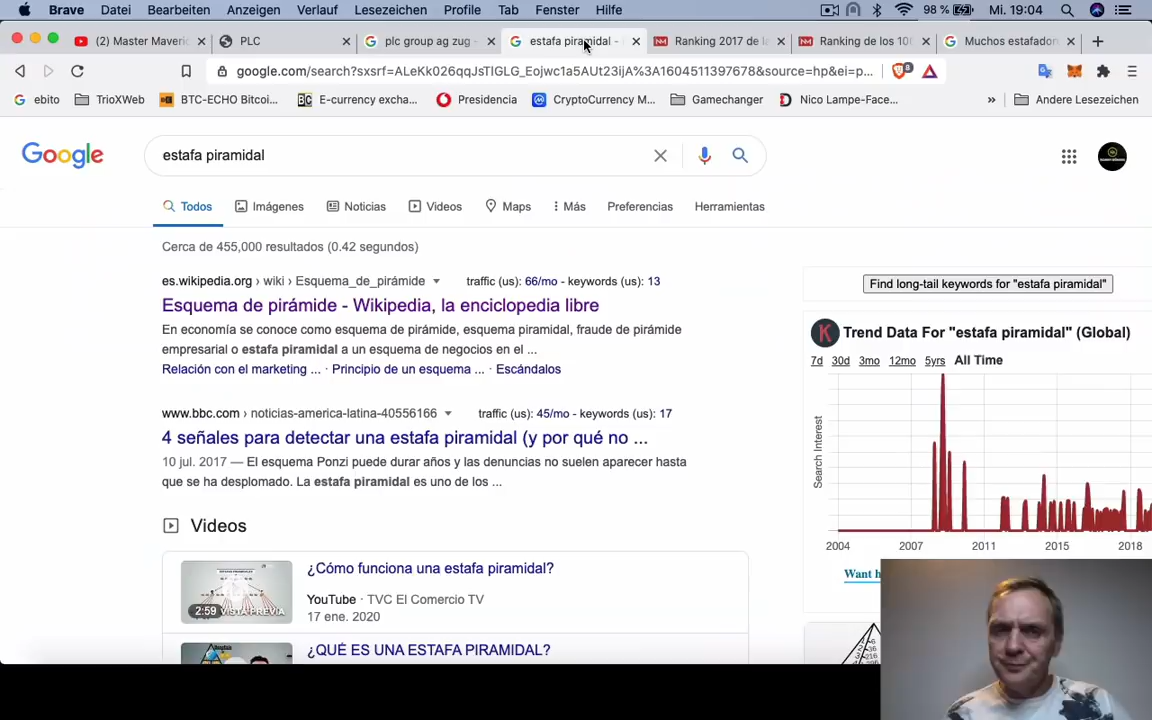 Brave Datei Bearbeiten Anzeigen Verlauf Lesezeichen Profile Tab Fenster Hilfe 98 % Mi. 19:04
(2) Master Maveric PLC plc group ag zug - estafa piramidal - Ranking 2017 de la Ranking de los 100 Muchos estafador
google.com/search?sxsrf=ALeKk026qqJsTIGLG_Eojwc1a5AUt23ijA%3A1604511397678&source=hp&ei=p... 8
ebito TrioXWeb BTC-ECHO Bitcoi... E-currency excha... Presidencia CryptoCurrency M... Gamechanger Nico Lampe-Face... » Andere Lesezeichen
Google estafa piramidal
Todos Imágenes Noticias Videos Maps Más Preferencias Herramientas
Cerca de 455,000 resultados (0.42 segundos)
es.wikipedia.org › wiki › Esquema_de_pirámide traffic (us): 66/mo - keywords (us): 13
Esquema de pirámide - Wikipedia, la enciclopedia libre
En economía se conoce como esquema de pirámide, esquema piramidal, fraude de pirámide
empresarial o estafa piramidal a un esquema de negocios en el ...
Relación con el marketing ... · Principio de un esquema ... · Escándalos
www.bbc.com › noticias-america-latina-40556166 traffic (us): 45/mo - keywords (us): 17
4 señales para detectar una estafa piramidal (y por qué no ...
10 jul. 2017 — El esquema Ponzi puede durar años y las denuncias no suelen aparecer hasta
que se ha desplomado. La estafa piramidal es uno de los ...
Videos
¿Cómo funciona una estafa piramidal?
YouTube · TVC El Comercio TV
17 ene. 2020
2:59 VISTA PREVIA
¿QUÉ ES UNA ESTAFA PIRAMIDAL?
Find long-tail keywords for "estafa piramidal"
K Trend Data For "estafa piramidal" (Global)
7d 30d 3mo 12mo 5yrs All Time
Search Interest
2004 2007 2011 2015 2018
Want h